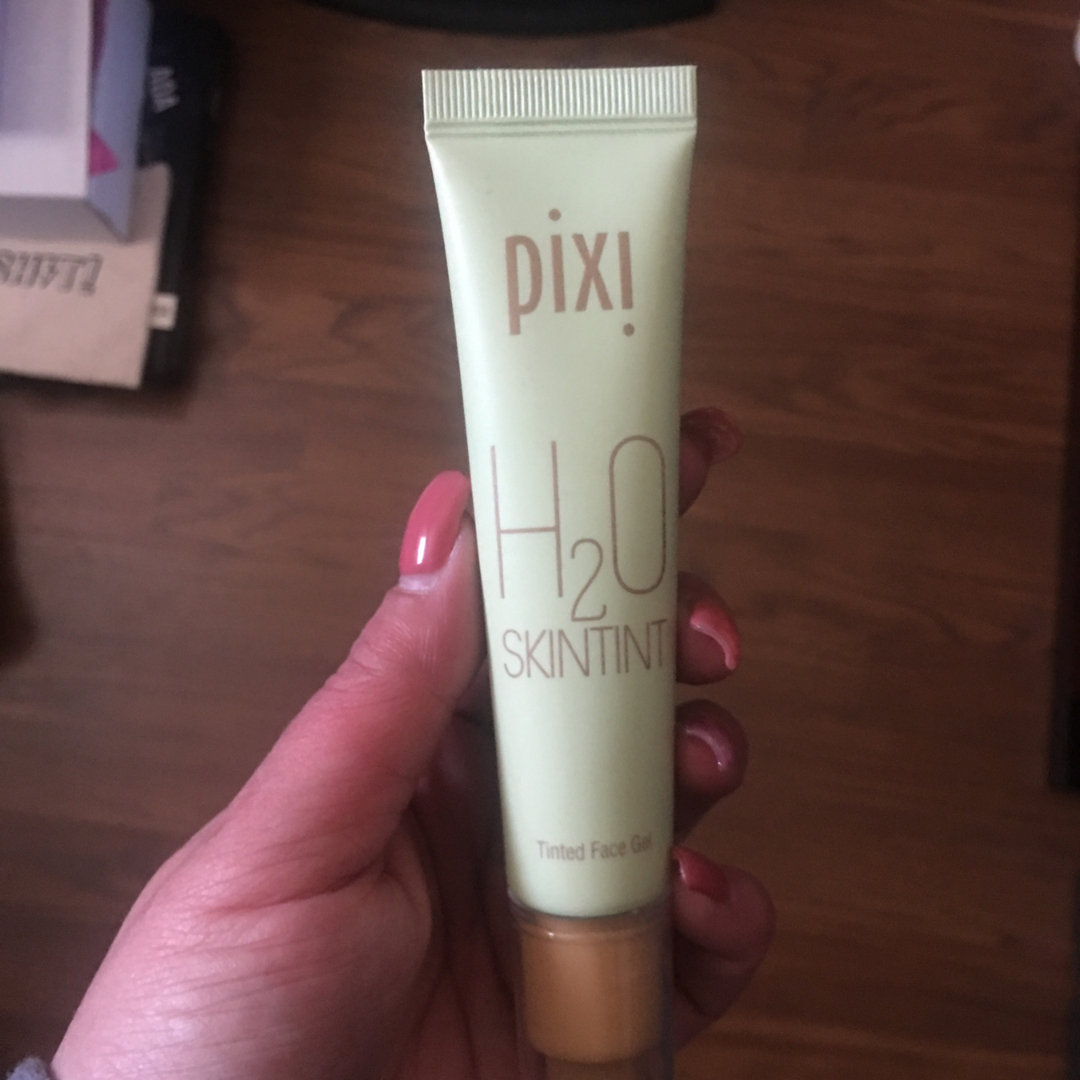 pixi
H2O
SKINTINT
Tinted Face Gel